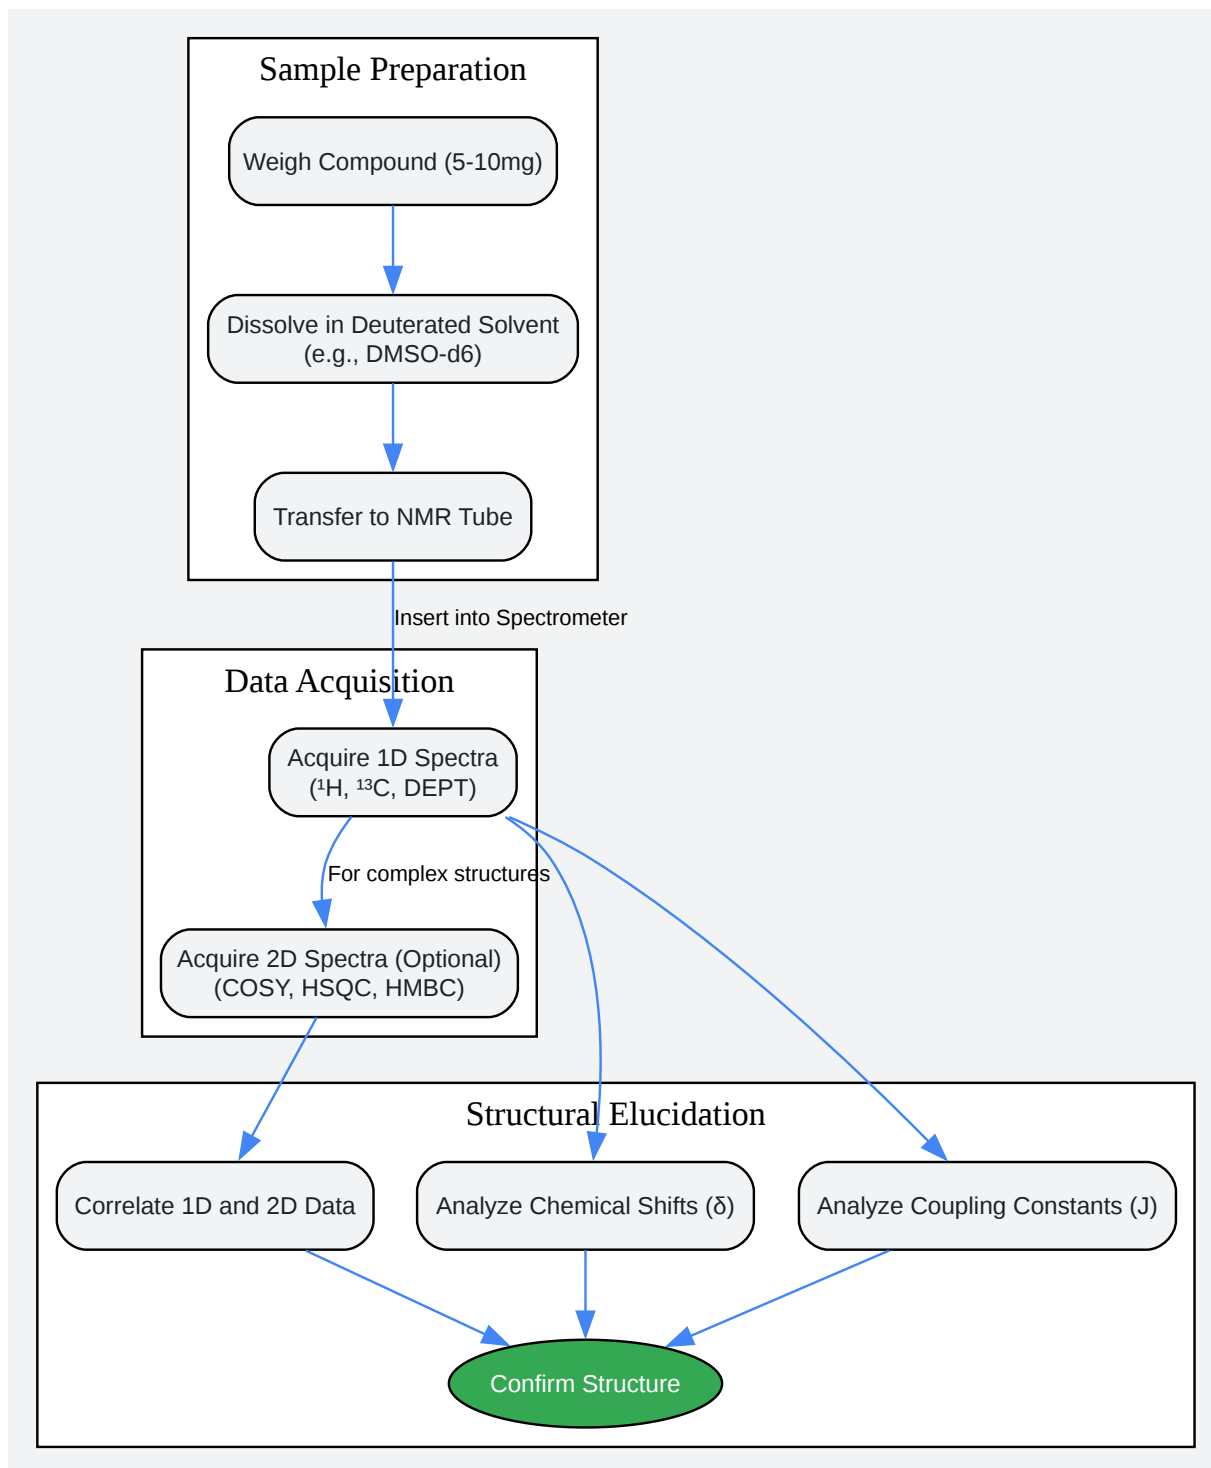 Sample Preparation
Weigh Compound (5-10mg)
Dissolve in Deuterated Solvent
(e.g., DMSO-d6)
Transfer to NMR Tube
Insert into Spectrometer
Data Acquisition
Acquire 1D Spectra
(¹H, ¹³C, DEPT)
For complex structures
Acquire 2D Spectra (Optional)
(COSY, HSQC, HMBC)
Structural Elucidation
Correlate 1D and 2D Data
Analyze Chemical Shifts (δ)
Analyze Coupling Constants (J)
Confirm Structure